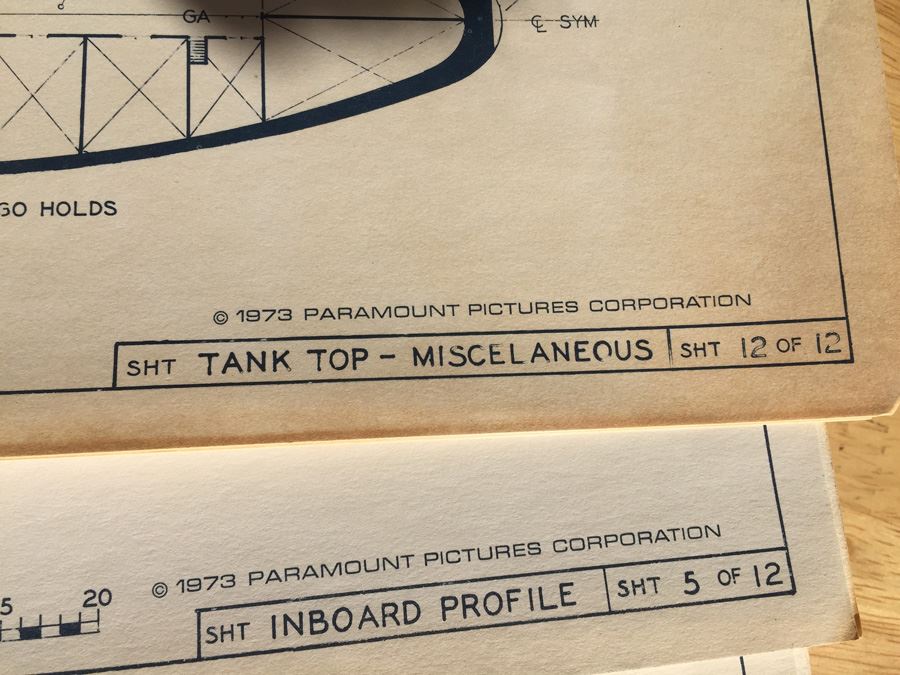 GA
℄ SYM
GO HOLDS
© 1973 PARAMOUNT PICTURES CORPORATION
SHT TANK TOP - MISCELANEOUS SHT 12 OF 12
© 1973 PARAMOUNT PICTURES CORPORATION
5 20
SHT INBOARD PROFILE SHT 5 OF 12